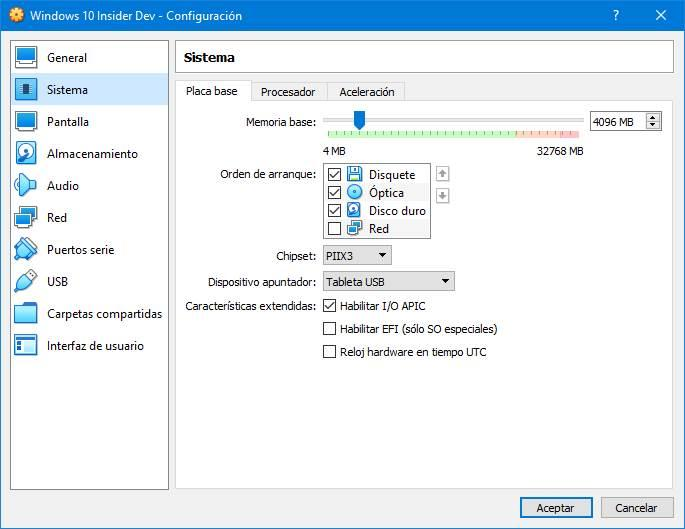 Windows 10 Insider Dev - Configuración
?
General
Sistema
Pantalla
Almacenamiento
Audio
Red
Puertos serie
USB
Carpetas compartidas
Interfaz de usuario
Sistema
Placa base Procesador Aceleración
Memoria base: 4096 MB
4 MB 32768 MB
Orden de arranque: Disquete
Óptica
Disco duro
Red
Chipset: PIIX3
Dispositivo apuntador: Tableta USB
Características extendidas: Habilitar I/O APIC
Habilitar EFI (sólo SO especiales)
Reloj hardware en tiempo UTC
Aceptar Cancelar